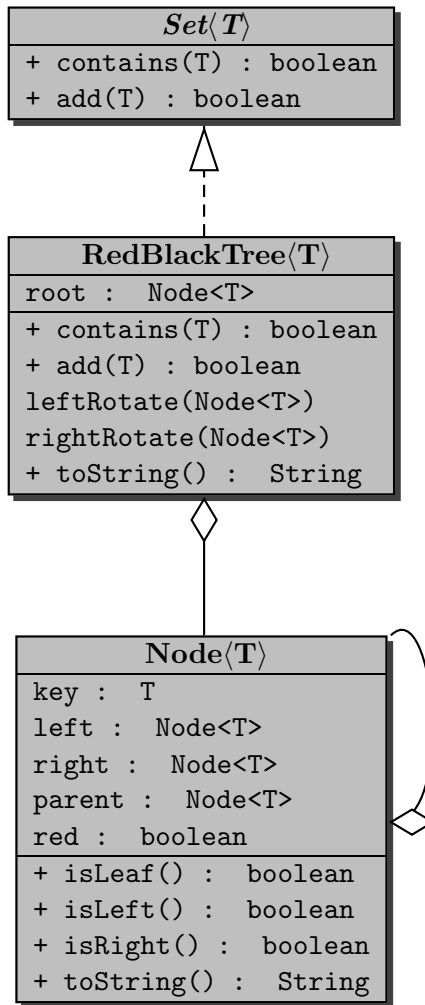 Set⟨T⟩
+ contains(T) : boolean
+ add(T) : boolean
RedBlackTree⟨T⟩
root : Node<T>
+ contains(T) : boolean
+ add(T) : boolean
leftRotate(Node<T>)
rightRotate(Node<T>)
+ toString() : String
Node⟨T⟩
key : T
left : Node<T>
right : Node<T>
parent : Node<T>
red : boolean
+ isLeaf() : boolean
+ isLeft() : boolean
+ isRight() : boolean
+ toString() : String